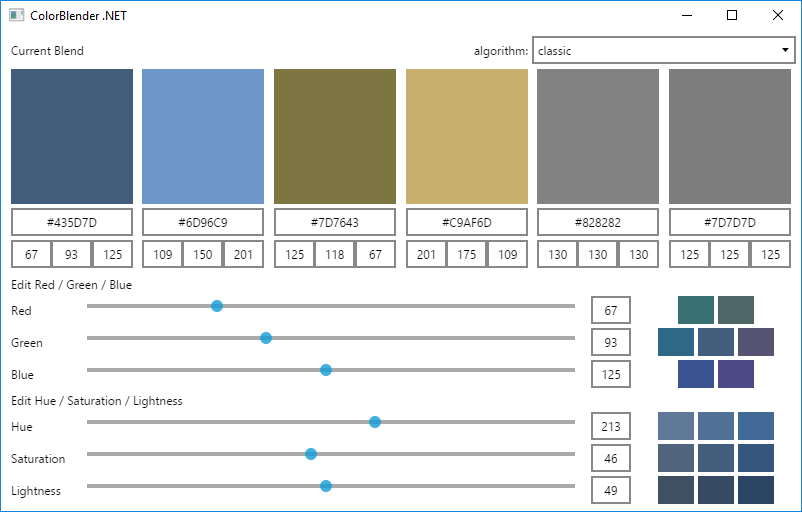 ColorBlender .NET
Current Blend algorithm: classic
#435D7D #6D96C9 #7D7643 #C9AF6D #828282 #7D7D7D
67 93 125 109 150 201 125 118 67 201 175 109 130 130 130 125 125 125
Edit Red / Green / Blue
Red 67
Green 93
Blue 125
Edit Hue / Saturation / Lightness
Hue 213
Saturation 46
Lightness 49